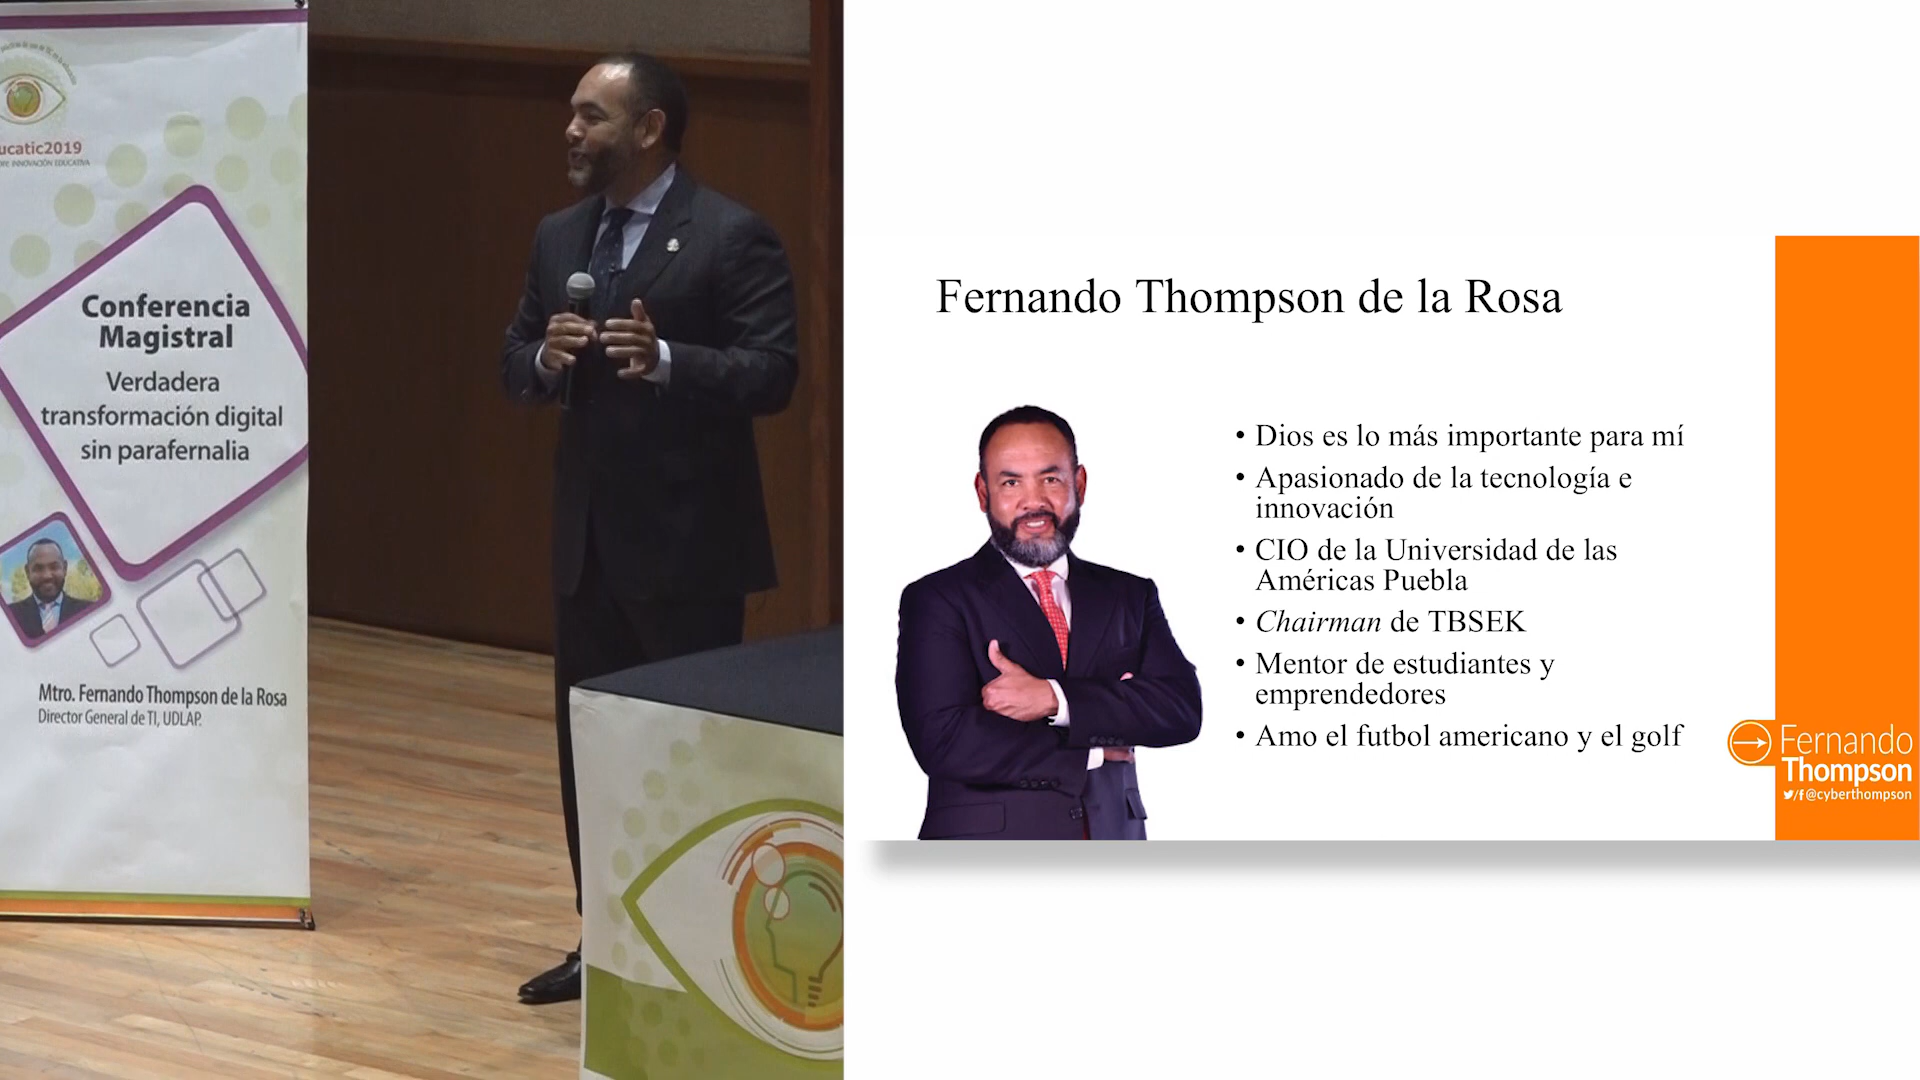 ucatic2019
INNOVACIÓN EDUCATIVA
Conferencia
Magistral
Verdadera
transformación digital
sin parafernalia
Mtro. Fernando Thompson de la Rosa
Director General de TI, UDLAP.
Fernando Thompson de la Rosa
• Dios es lo más importante para mí
• Apasionado de la tecnología e
innovación
• CIO de la Universidad de las
Américas Puebla
• Chairman de TBSEK
• Mentor de estudiantes y
emprendedores
• Amo el futbol americano y el golf
Fernando
Thompson
/f@cyberthompson